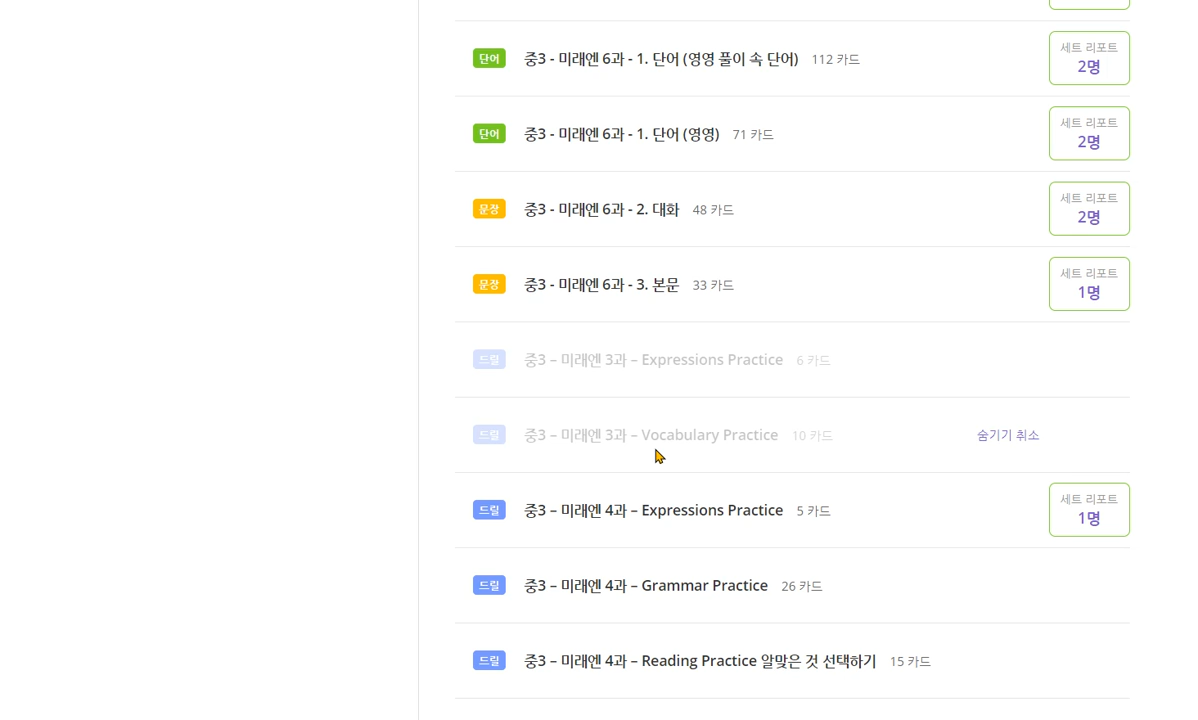 단어 중3 - 미래엔 6과 - 1. 단어 (영영 풀이 속 단어) 112 카드 세트 리포트 2명
단어 중3 - 미래엔 6과 - 1. 단어 (영영) 71 카드 세트 리포트 2명
문장 중3 - 미래엔 6과 - 2. 대화 48 카드 세트 리포트 2명
문장 중3 - 미래엔 6과 - 3. 본문 33 카드 세트 리포트 1명
드릴 중3 – 미래엔 3과 – Expressions Practice 6 카드
드릴 중3 – 미래엔 3과 – Vocabulary Practice 10 카드 숨기기 취소
드릴 중3 – 미래엔 4과 – Expressions Practice 5 카드 세트 리포트 1명
드릴 중3 – 미래엔 4과 – Grammar Practice 26 카드
드릴 중3 – 미래엔 4과 – Reading Practice 알맞은 것 선택하기 15 카드